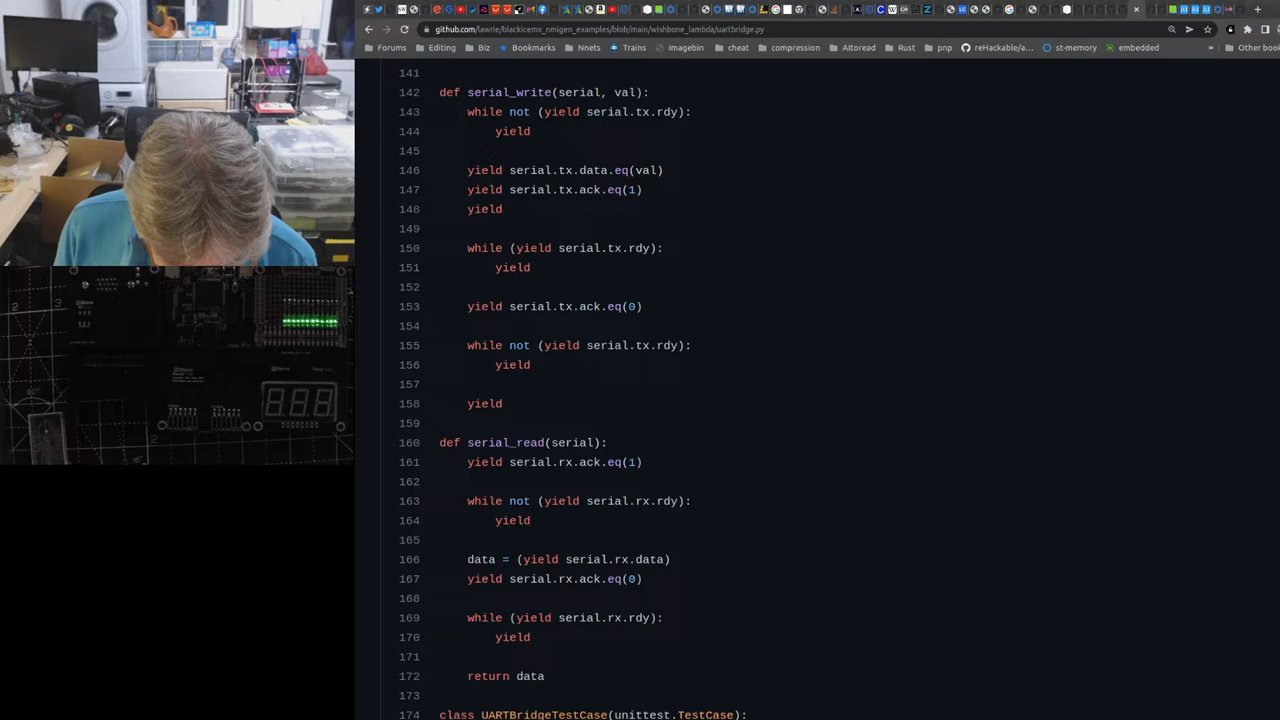 github.com/lawrie/blackicemx_nmigen_examples/blob/main/wishbone_lambda/uartbridge.py
Forums Editing Biz Bookmarks Nnets Trains Imagebin cheat compression AItoread Rust pnp rethackable/a... st-memory embedded » Other book
141
142 def serial_write(serial, val):
143 while not (yield serial.tx.rdy):
144 yield
145
146 yield serial.tx.data.eq(val)
147 yield serial.tx.ack.eq(1)
148 yield
149
150 while (yield serial.tx.rdy):
151 yield
152
153 yield serial.tx.ack.eq(0)
154
155 while not (yield serial.tx.rdy):
156 yield
157
158 yield
159
160 def serial_read(serial):
161 yield serial.rx.ack.eq(1)
162
163 while not (yield serial.rx.rdy):
164 yield
165
166 data = (yield serial.rx.data)
167 yield serial.rx.ack.eq(0)
168
169 while (yield serial.rx.rdy):
170 yield
171
172 return data
173
174 class UARTBridgeTestCase(unittest.TestCase):